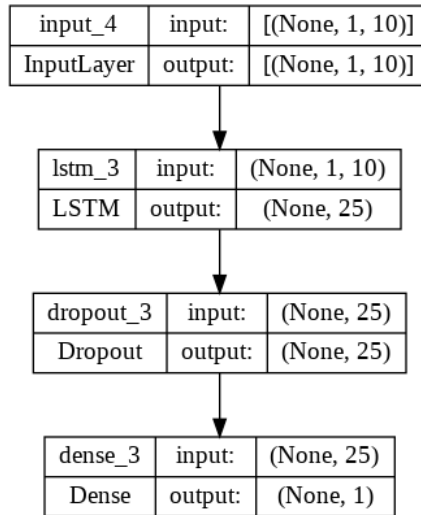 input_4 input: [(None, 1, 10)]
InputLayer output: [(None, 1, 10)]
lstm_3 input: (None, 1, 10)
LSTM output: (None, 25)
dropout_3 input: (None, 25)
Dropout output: (None, 25)
dense_3 input: (None, 25)
Dense output: (None, 1)